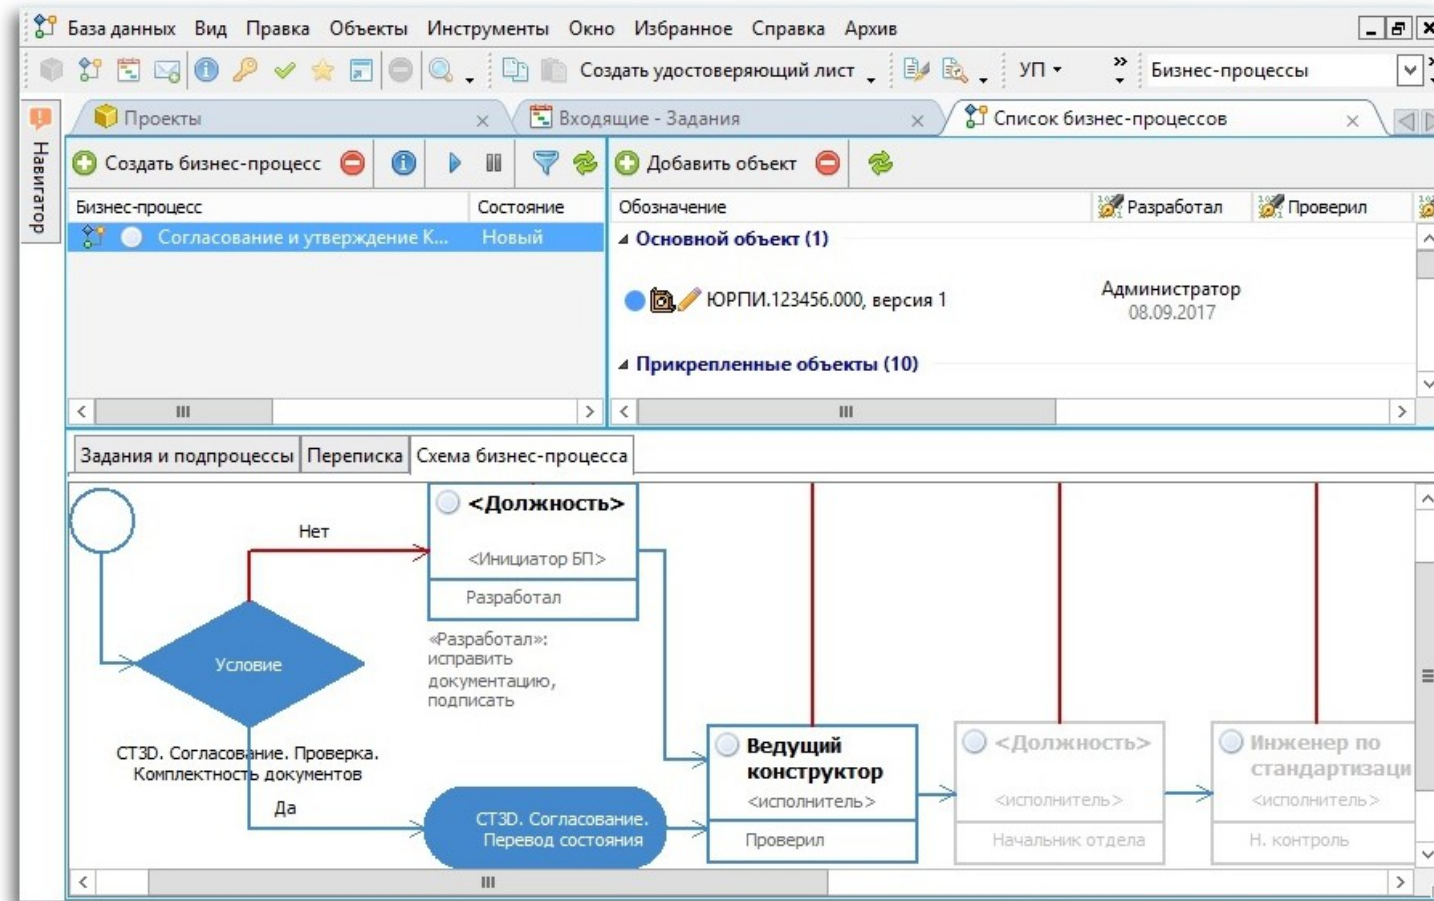 База данных Вид Правка Объекты Инструменты Окно Избранное Справка Архив
Создать удостоверяющий лист УП Бизнес-процессы
Навигатор
Проекты Входящие - Задания Список бизнес-процессов
Создать бизнес-процесс Добавить объект
Бизнес-процесс Состояние Обозначение Разработал Проверил
Согласование и утверждение К... Новый
Основной объект (1)
ЮРПИ.123456.000, версия 1 Администратор
08.09.2017
Прикрепленные объекты (10)
Задания и подпроцессы Переписка Схема бизнес-процесса
<Должность>
Нет
<Инициатор БП>
Разработал
«Разработал»:
исправить
документацию,
подписать
Условие
СТ3D. Согласование. Проверка.
Комплектность документов
Да
СТ3D. Согласование.
Перевод состояния
Ведущий
конструктор
<исполнитель>
Проверил
<Должность>
<исполнитель>
Начальник отдела
Инженер по
стандартизаци
<исполнитель>
Н. контроль